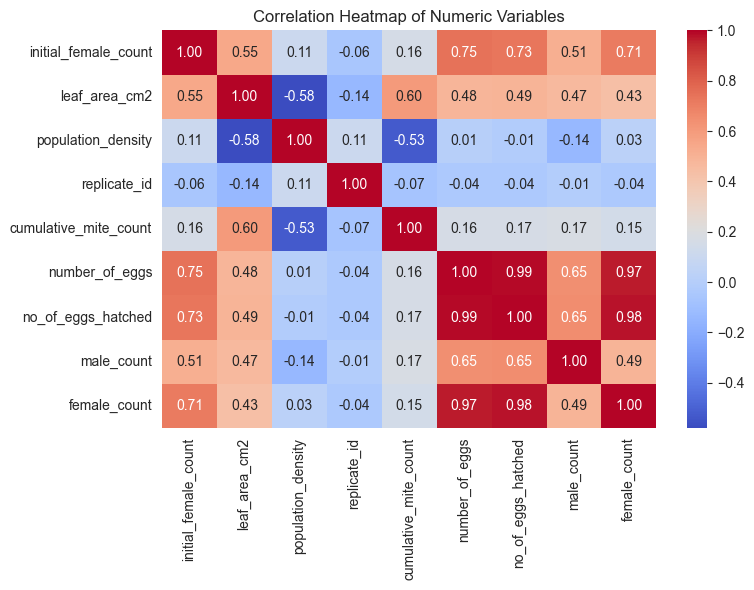 Correlation Heatmap of Numeric Variables
initial_female_count 1.00 0.55 0.11 -0.06 0.16 0.75 0.73 0.51 0.71
leaf_area_cm2 0.55 1.00 -0.58 -0.14 0.60 0.48 0.49 0.47 0.43
population_density 0.11 -0.58 1.00 0.11 -0.53 0.01 -0.01 -0.14 0.03
replicate_id -0.06 -0.14 0.11 1.00 -0.07 -0.04 -0.04 -0.01 -0.04
cumulative_mite_count 0.16 0.60 -0.53 -0.07 1.00 0.16 0.17 0.17 0.15
number_of_eggs 0.75 0.48 0.01 -0.04 0.16 1.00 0.99 0.65 0.97
no_of_eggs_hatched 0.73 0.49 -0.01 -0.04 0.17 0.99 1.00 0.65 0.98
male_count 0.51 0.47 -0.14 -0.01 0.17 0.65 0.65 1.00 0.49
female_count 0.71 0.43 0.03 -0.04 0.15 0.97 0.98 0.49 1.00
initial_female_count
leaf_area_cm2
population_density
replicate_id
cumulative_mite_count
number_of_eggs
no_of_eggs_hatched
male_count
female_count
1.0
0.8
0.6
0.4
0.2
0.0
−0.2
−0.4